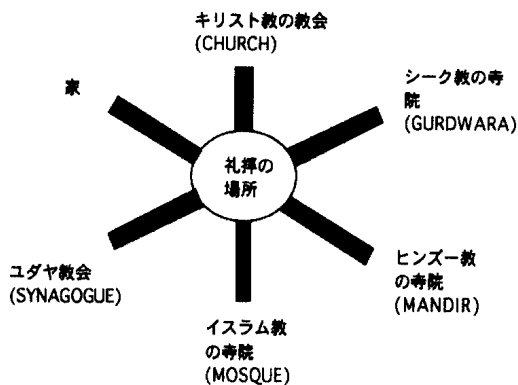 キリスト教の教会
(CHURCH)
家
シーク教の寺
院
(GURDWARA)
礼拝の
場所
ユダヤ教会
(SYNAGOGUE)
ヒンズー教
の寺院
(MANDIR)
イスラム教
の寺院
(MOSQUE)